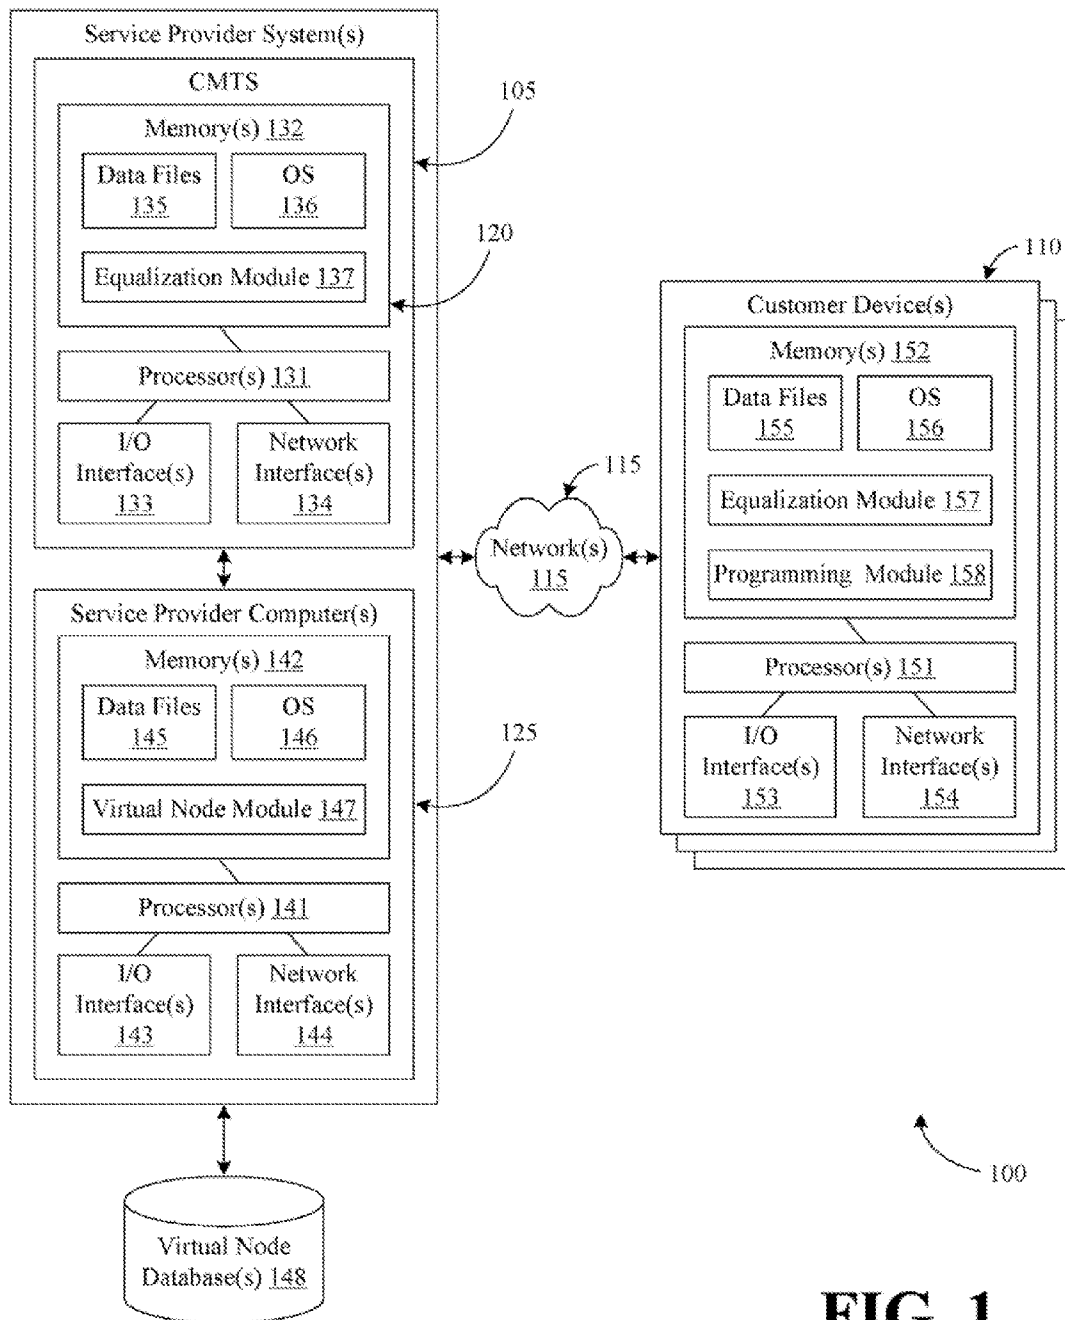 Service Provider System(s)
CMTS
Memory(s) 132
Data Files
135
OS
136
Equalization Module 137
Processor(s) 131
I/O
Interface(s)
133
Network
Interface(s)
134
105
120
Service Provider Computer(s)
Memory(s) 142
Data Files
145
OS
146
Virtual Node Module 147
Processor(s) 141
I/O
Interface(s)
143
Network
Interface(s)
144
125
Virtual Node
Database(s) 148
115
Network(s)
115
110
Customer Device(s)
Memory(s) 152
Data Files
155
OS
156
Equalization Module 157
Programming Module 158
Processor(s) 151
I/O
Interface(s)
153
Network
Interface(s)
154
100
FIG. 1